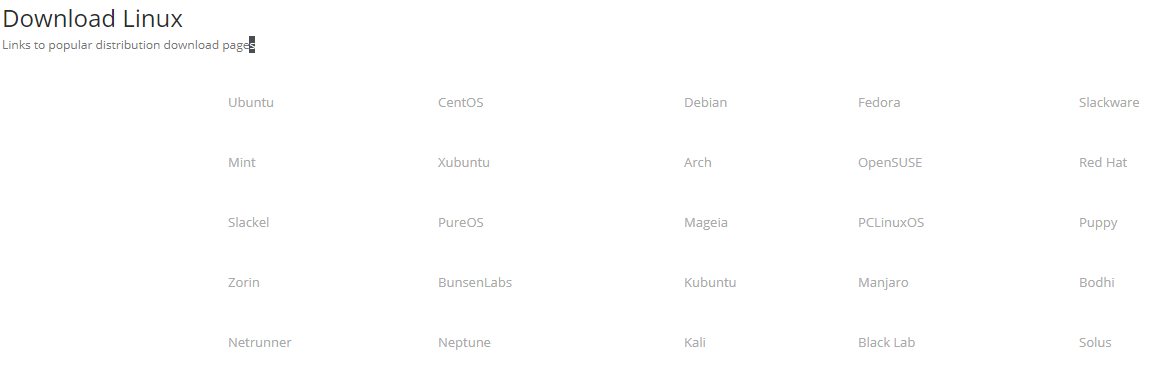 Download Linux
Links to popular distribution download pages
Ubuntu CentOS Debian Fedora Slackware
Mint Xubuntu Arch OpenSUSE Red Hat
Slackel PureOS Mageia PCLinuxOS Puppy
Zorin BunsenLabs Kubuntu Manjaro Bodhi
Netrunner Neptune Kali Black Lab Solus